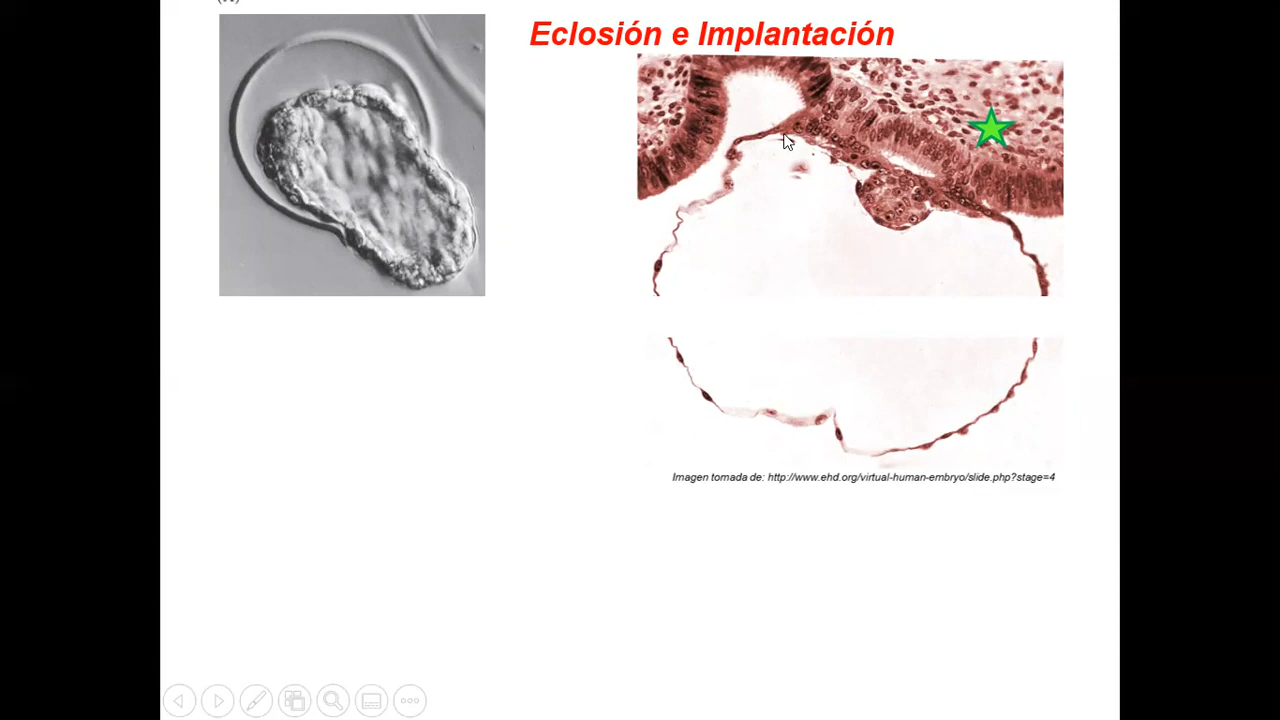 Eclosión e Implantación
Imagen tomada de: http://www.ehd.org/virtual-human-embryo/slide.php?stage=4